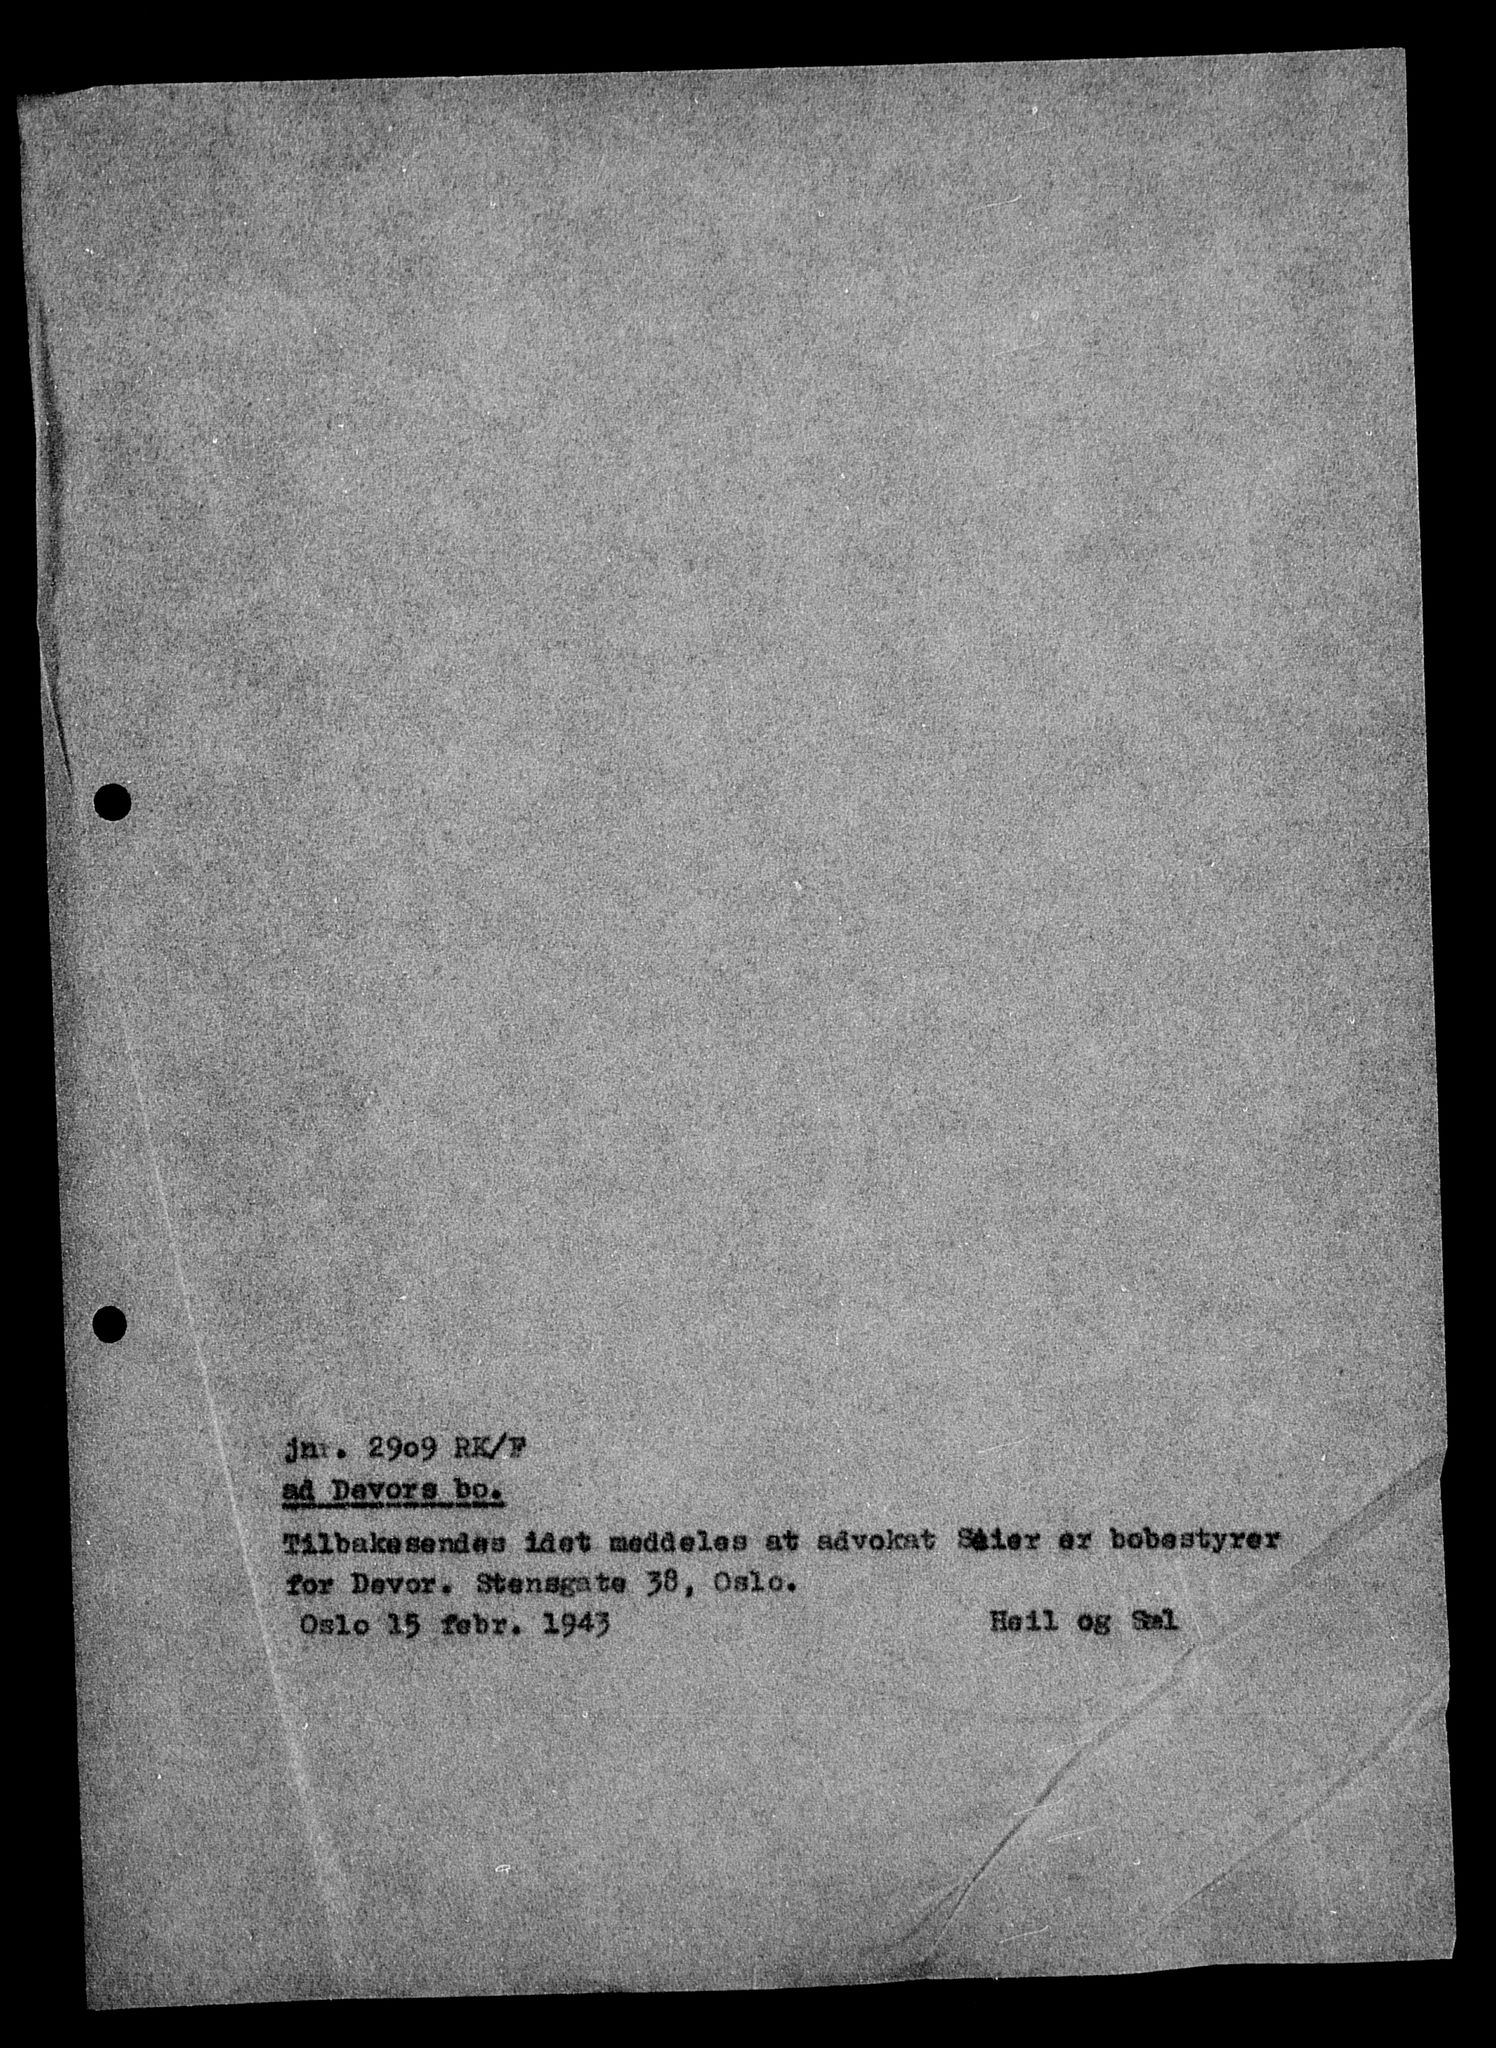 jnr. 2909 RK/F
ad Devors bo.
Tilbakesendes idet meddeles at advokat Seier er bobestyrer
for Devor. Stensgate 38, Oslo.
Oslo 15 febr. 1943 Heil og Sæl